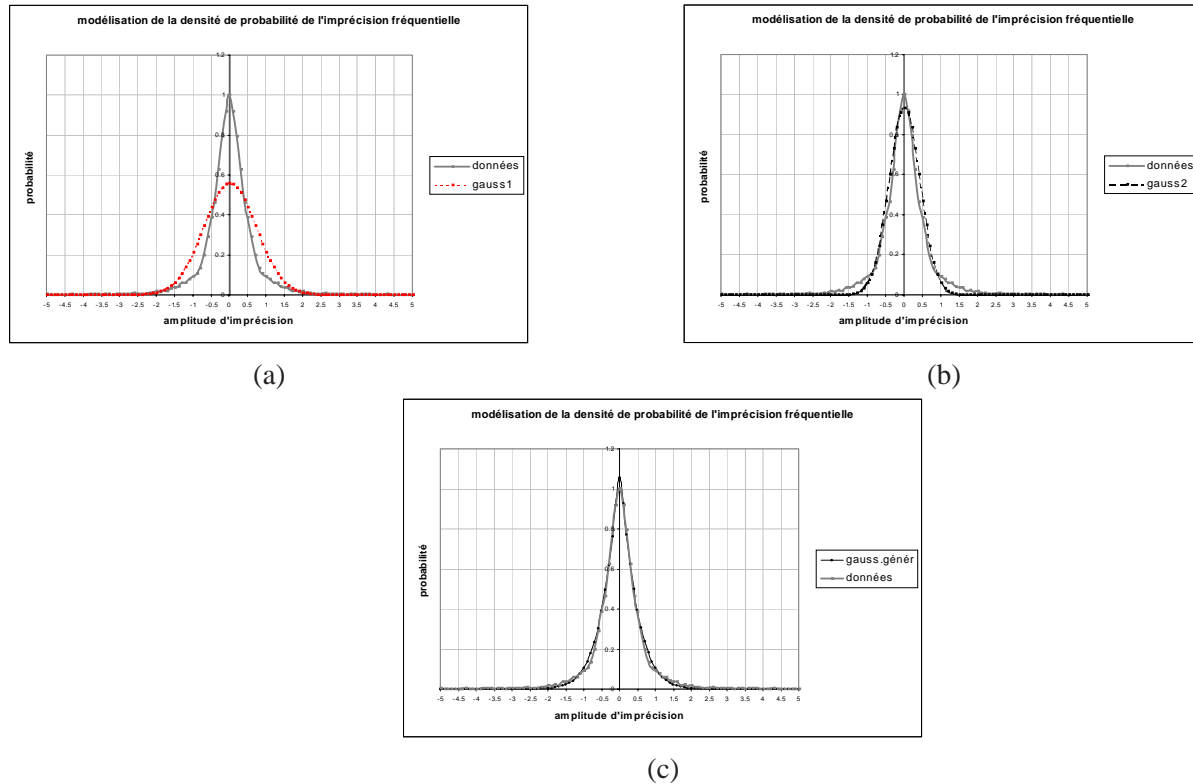 modélisation de la densité de probabilité de l'imprécision fréquentielle
1.2
1
0.8
0.6
0.4
0.2
0
probabilité
-5 -4.5 -4 -3.5 -3 -2.5 -2 -1.5 -1 -0.5 0 0.5 1 1.5 2 2.5 3 3.5 4 4.5 5
amplitude d'imprécision
données
gauss1
(a)
modélisation de la densité de probabilité de l'imprécision fréquentielle
1.2
1
0.8
0.6
0.4
0.2
0
probabilité
-5 -4.5 -4 -3.5 -3 -2.5 -2 -1.5 -1 -0.5 0 0.5 1 1.5 2 2.5 3 3.5 4 4.5 5
amplitude d'imprécision
données
gauss2
(b)
modélisation de la densité de probabilité de l'imprécision fréquentielle
1.2
1
0.8
0.6
0.4
0.2
0
probabilité
-5 -4.5 -4 -3.5 -3 -2.5 -2 -1.5 -1 -0.5 0 0.5 1 1.5 2 2.5 3 3.5 4 4.5 5
amplitude d'imprécision
gauss.génér
données
(c)